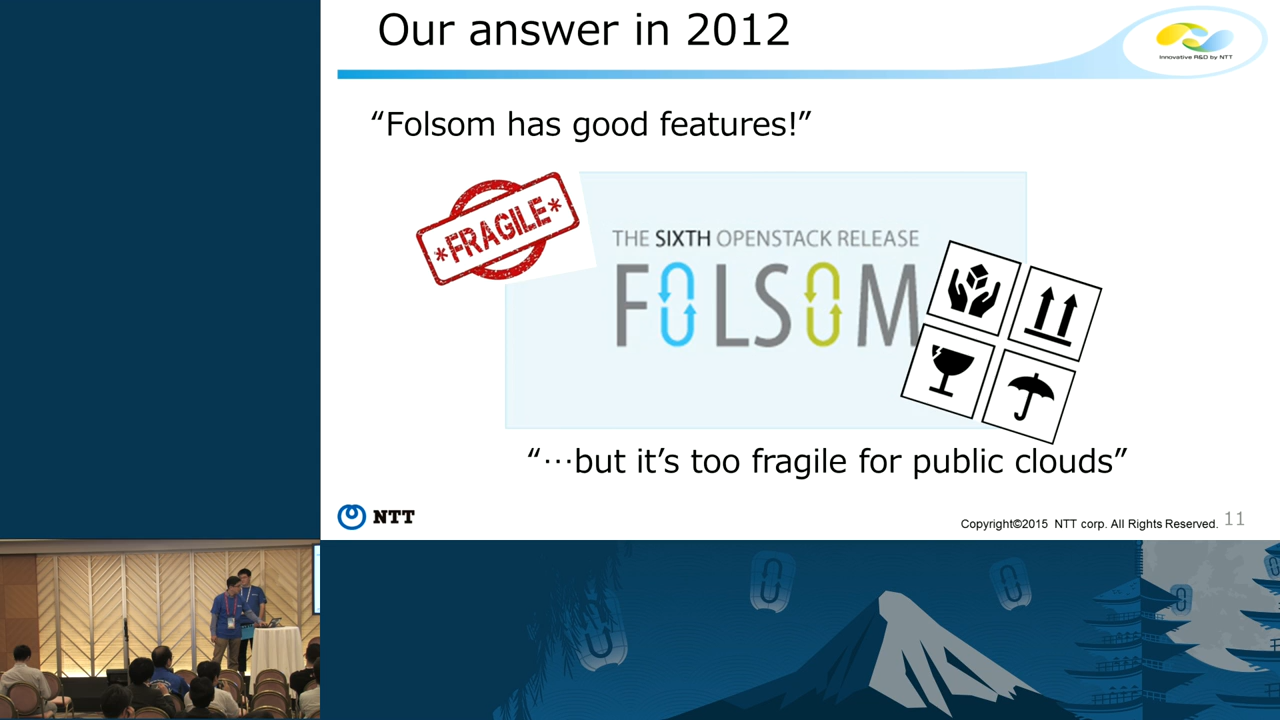 Our answer in 2012
Innovative R&D by NTT
“Folsom has good features!”
*FRAGILE*
THE SIXTH OPENSTACK RELEASE
FOLSOM
“…but it’s too fragile for public clouds”
NTT
Copyright©2015 NTT corp. All Rights Reserved.
11